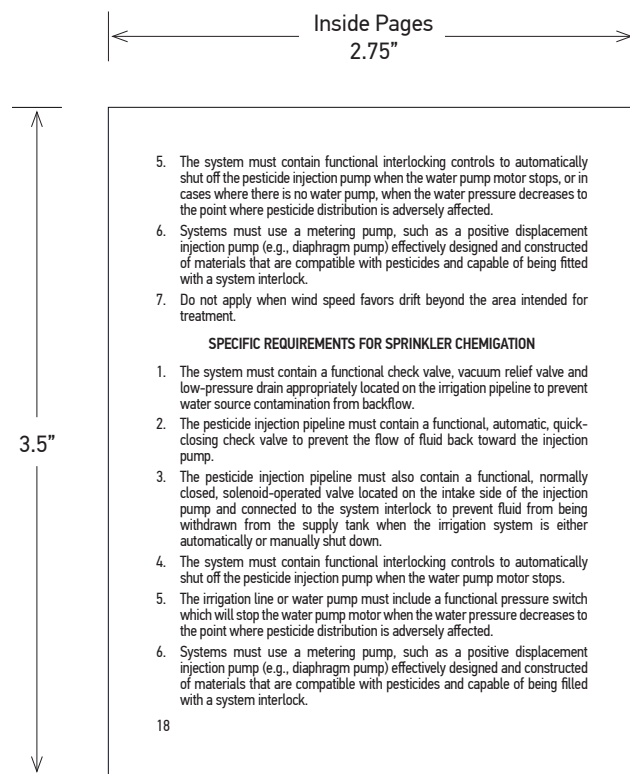 Inside Pages
2.75”
3.5”
5. The system must contain functional interlocking controls to automatically
shut off the pesticide injection pump when the water pump motor stops, or in
cases where there is no water pump, when the water pressure decreases to
the point where pesticide distribution is adversely affected.
6. Systems must use a metering pump, such as a positive displacement
injection pump (e.g., diaphragm pump) effectively designed and constructed
of materials that are compatible with pesticides and capable of being fitted
with a system interlock.
7. Do not apply when wind speed favors drift beyond the area intended for
treatment.
SPECIFIC REQUIREMENTS FOR SPRINKLER CHEMIGATION
1. The system must contain a functional check valve, vacuum relief valve and
low-pressure drain appropriately located on the irrigation pipeline to prevent
water source contamination from backflow.
2. The pesticide injection pipeline must contain a functional, automatic, quick-
closing check valve to prevent the flow of fluid back toward the injection
pump.
3. The pesticide injection pipeline must also contain a functional, normally
closed, solenoid-operated valve located on the intake side of the injection
pump and connected to the system interlock to prevent fluid from being
withdrawn from the supply tank when the irrigation system is either
automatically or manually shut down.
4. The system must contain functional interlocking controls to automatically
shut off the pesticide injection pump when the water pump motor stops.
5. The irrigation line or water pump must include a functional pressure switch
which will stop the water pump motor when the water pressure decreases to
the point where pesticide distribution is adversely affected.
6. Systems must use a metering pump, such as a positive displacement
injection pump (e.g., diaphragm pump) effectively designed and constructed
of materials that are compatible with pesticides and capable of being filled
with a system interlock.
18